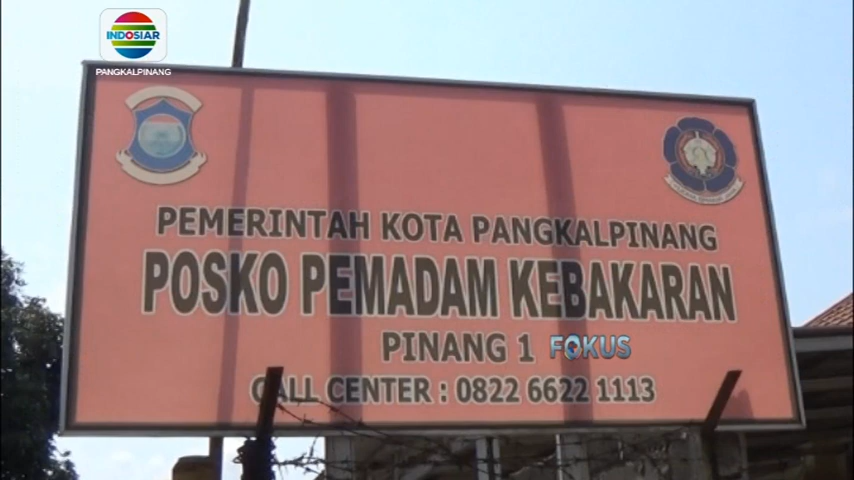 INDOSIAR
PANGKALPINANG
PEMERINTAH KOTA PANGKALPINANG
POSKO PEMADAM KEBAKARAN
PINANG 1 FOKUS
CALL CENTER : 0822 6622 1113